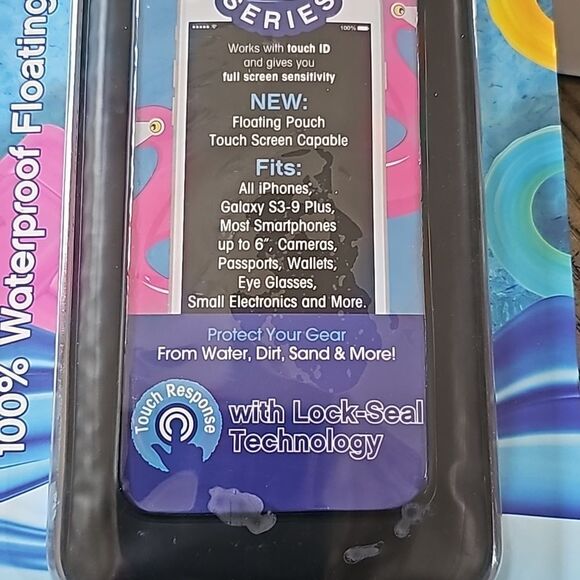 SERIES
100%
Works with touch ID
and gives you
full screen sensitivity
NEW:
Floating Pouch
Touch Screen Capable
Fits:
All iPhones,
Galaxy S3-9 Plus,
Most Smartphones
up to 6", Cameras,
Passports, Wallets,
Eye Glasses,
Small Electronics and More.
Protect Your Gear
From Water, Dirt, Sand & More!
Touch Response
with Lock-Seal
Technology
100% Waterproof Floating